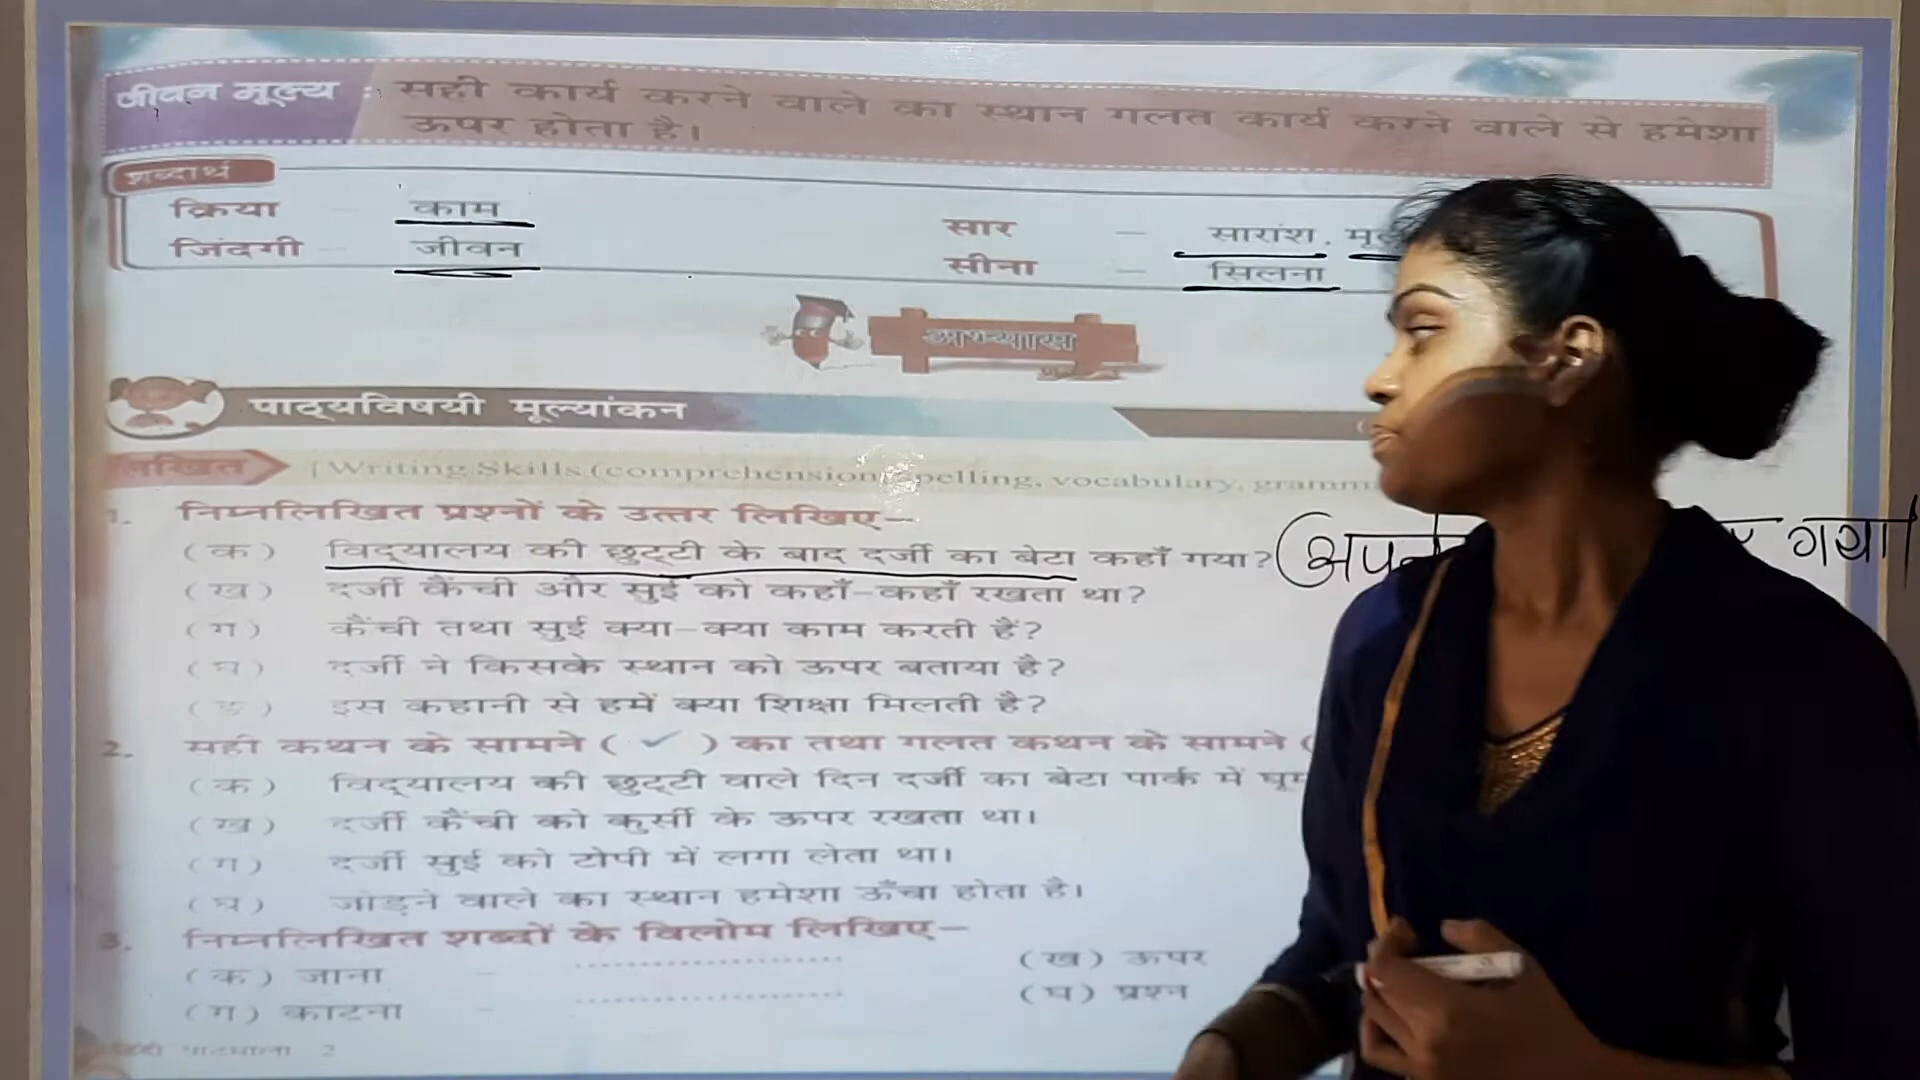 जीवन मूल्य : सही कार्य करने वाले का स्थान गलत कार्य करने वाले से हमेशा
ऊपर होता है।
शब्दार्थ
क्रिया – काम
सार – सारांश,
जिंदगी – जीवन
सीना – सिलना
अभ्यास
पाठ्यविषयी मूल्यांकन
लिखित [Writing Skills (comprehension, spelling, vocabulary,
1. निम्नलिखित प्रश्नों के उत्तर लिखिए–
(क) विद्यालय की छुट्टी के बाद दर्जी का बेटा कहाँ गया? गया।
(ख) दर्जी कैंची और सुई को कहाँ-कहाँ रखता था?
(ग) कैंची तथा सुई क्या-क्या काम करती हैं?
(घ) दर्जी ने किसके स्थान को ऊपर बताया है?
(ङ) इस कहानी से हमें क्या शिक्षा मिलती है?
2. सही कथन के सामने ( ✓ ) का तथा गलत कथन के सामने (
(क) विद्यालय की छुट्टी वाले दिन दर्जी का बेटा पार्क में
(ख) दर्जी कैंची को कुर्सी के ऊपर रखता था।
(ग) दर्जी सुई को टोपी में लगा लेता था।
(घ) जोड़ने वाले का स्थान हमेशा ऊँचा होता है।
3. निम्नलिखित शब्दों के विलोम लिखिए–
(क) जाना – ....................
(ख) ऊपर
(ग) काटना – ....................
(घ) प्रश्न
हिंदी पाठमाला 2